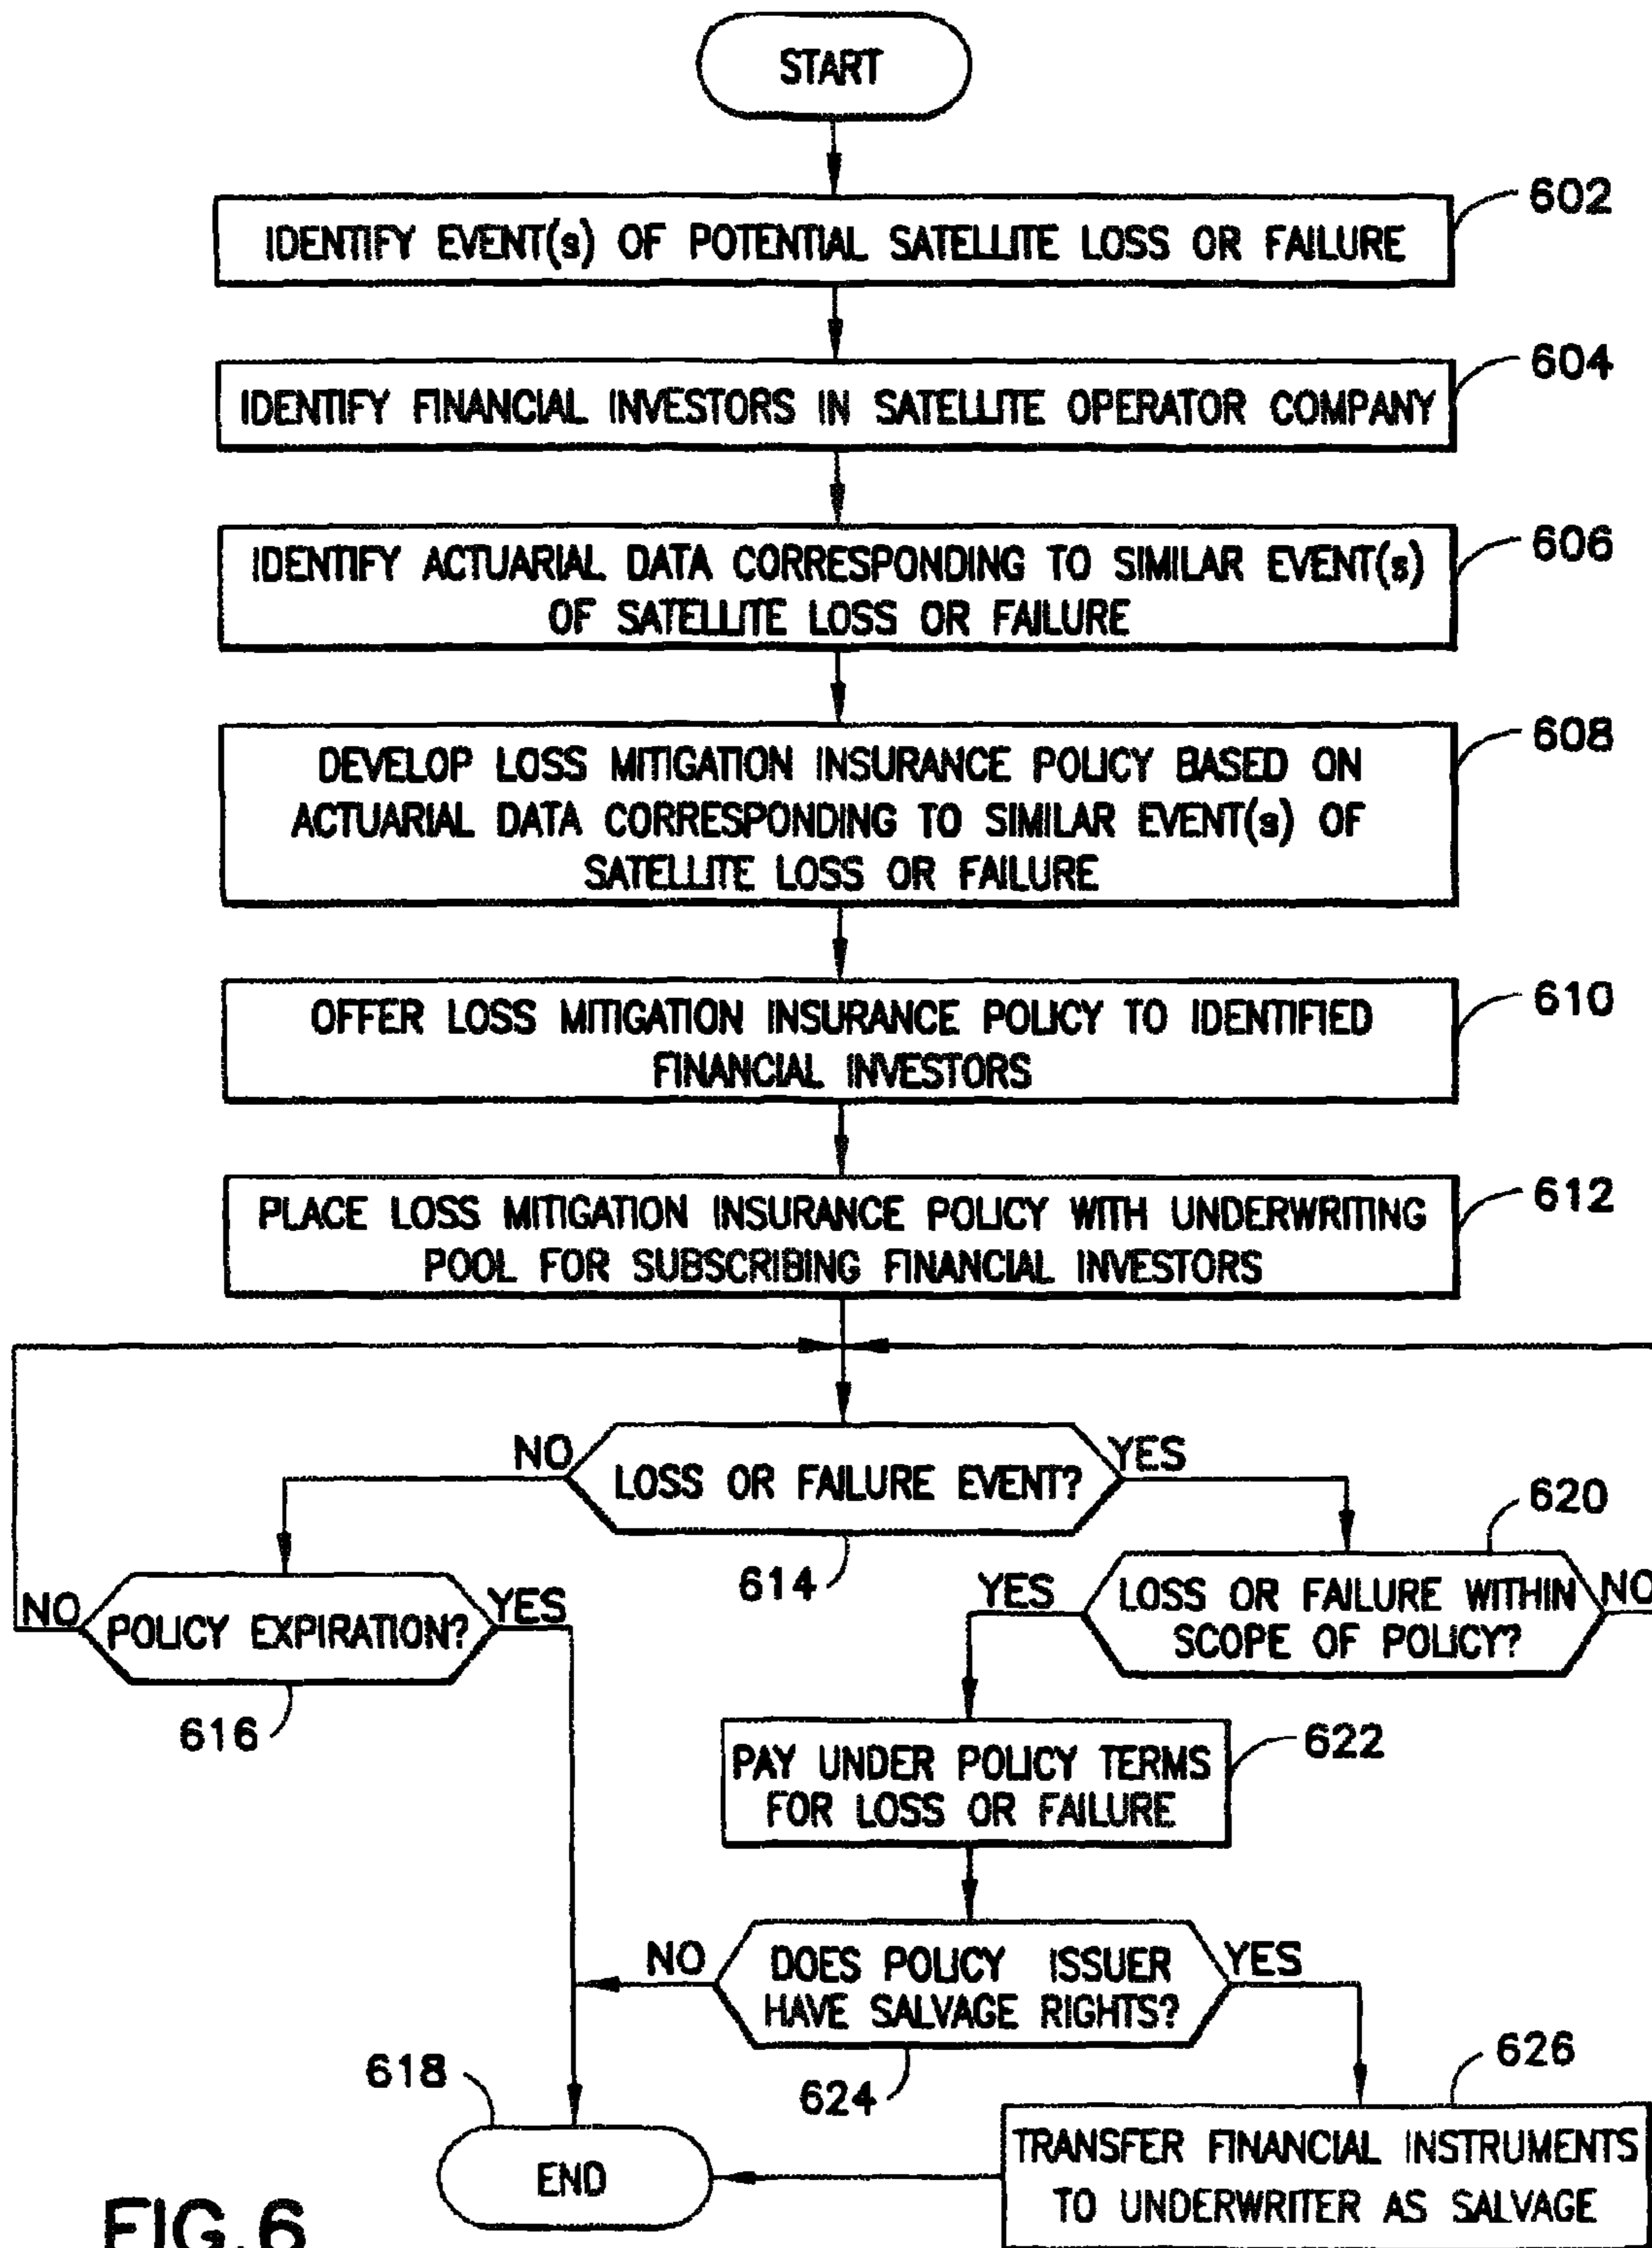 START
602
IDENTIFY EVENT(s) OF POTENTIAL SATELLITE LOSS OR FAILURE
604
IDENTIFY FINANCIAL INVESTORS IN SATELLITE OPERATOR COMPANY
606
IDENTIFY ACTUARIAL DATA CORRESPONDING TO SIMILAR EVENT(s)
OF SATELLITE LOSS OR FAILURE
608
DEVELOP LOSS MITIGATION INSURANCE POLICY BASED ON
ACTUARIAL DATA CORRESPONDING TO SIMILAR EVENT(s) OF
SATELLITE LOSS OR FAILURE
610
OFFER LOSS MITIGATION INSURANCE POLICY TO IDENTIFIED
FINANCIAL INVESTORS
612
PLACE LOSS MITIGATION INSURANCE POLICY WITH UNDERWRITING
POOL FOR SUBSCRIBING FINANCIAL INVESTORS
NO
LOSS OR FAILURE EVENT?
YES
614
620
NO
POLICY EXPIRATION?
YES
616
YES
LOSS OR FAILURE WITHIN
SCOPE OF POLICY?
NO
622
PAY UNDER POLICY TERMS
FOR LOSS OR FAILURE
NO
DOES POLICY ISSUER
HAVE SALVAGE RIGHTS?
YES
624
618
626
END
TRANSFER FINANCIAL INSTRUMENTS
TO UNDERWRITER AS SALVAGE
FIG.6